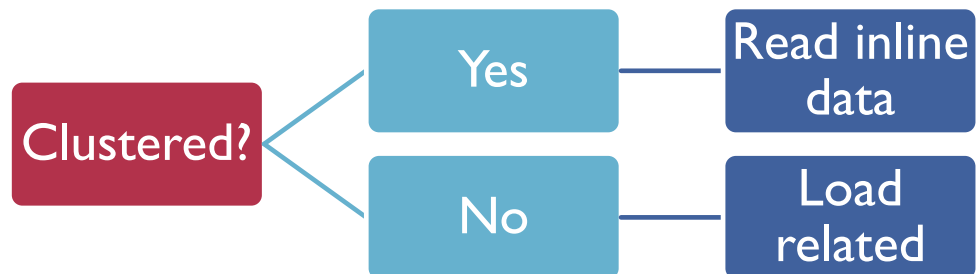 Clustered?
Yes
Read inline
data
No
Load
related